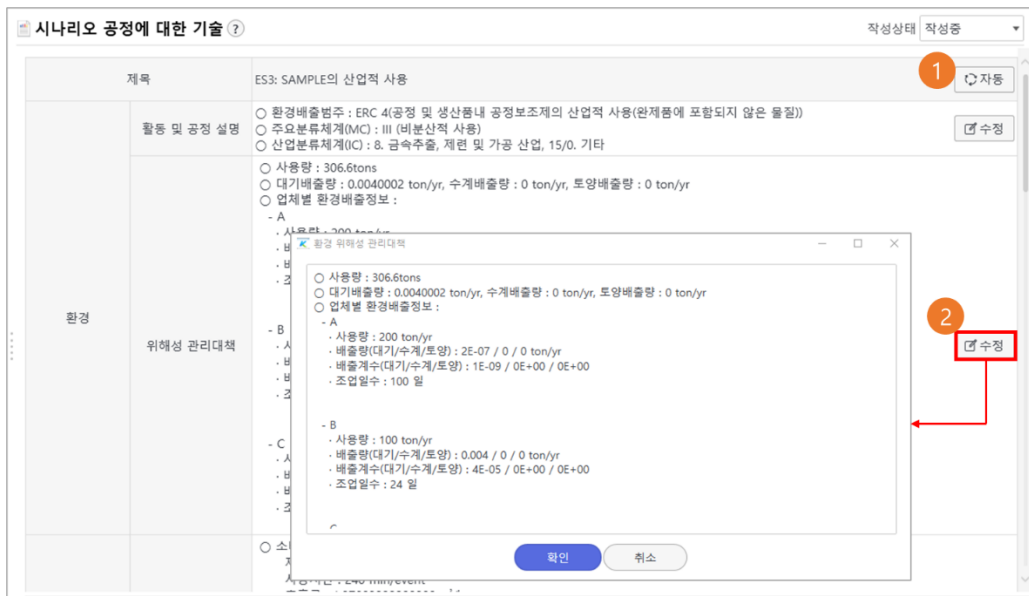 시나리오 공정에 대한 기술 ?
작성상태 작성중
제목
ES3: SAMPLE의 산업적 사용
1
자동
환경
활동 및 공정 설명
○ 환경배출범주 : ERC 4(공정 및 생산품내 공정보조제의 산업적 사용(완제품에 포함되지 않은 물질))
○ 주요분류체계(MC) : III (비분산적 사용)
○ 산업분류체계(IC) : 8. 금속추출, 제련 및 가공 산업, 15/0. 기타
수정
위해성 관리대책
○ 사용량 : 306.6tons
○ 대기배출량 : 0.0040002 ton/yr, 수계배출량 : 0 ton/yr, 토양배출량 : 0 ton/yr
○ 업체별 환경배출정보 :
- A
- B
- C
2
수정
환경 위해성 관리대책
○ 사용량 : 306.6tons
○ 대기배출량 : 0.0040002 ton/yr, 수계배출량 : 0 ton/yr, 토양배출량 : 0 ton/yr
○ 업체별 환경배출정보 :
- A
· 사용량 : 200 ton/yr
· 배출량(대기/수계/토양) : 2E-07 / 0 / 0 ton/yr
· 배출계수(대기/수계/토양) : 1E-09 / 0E+00 / 0E+00
· 조업일수 : 100 일
- B
· 사용량 : 100 ton/yr
· 배출량(대기/수계/토양) : 0.004 / 0 / 0 ton/yr
· 배출계수(대기/수계/토양) : 4E-05 / 0E+00 / 0E+00
· 조업일수 : 24 일
확인
취소